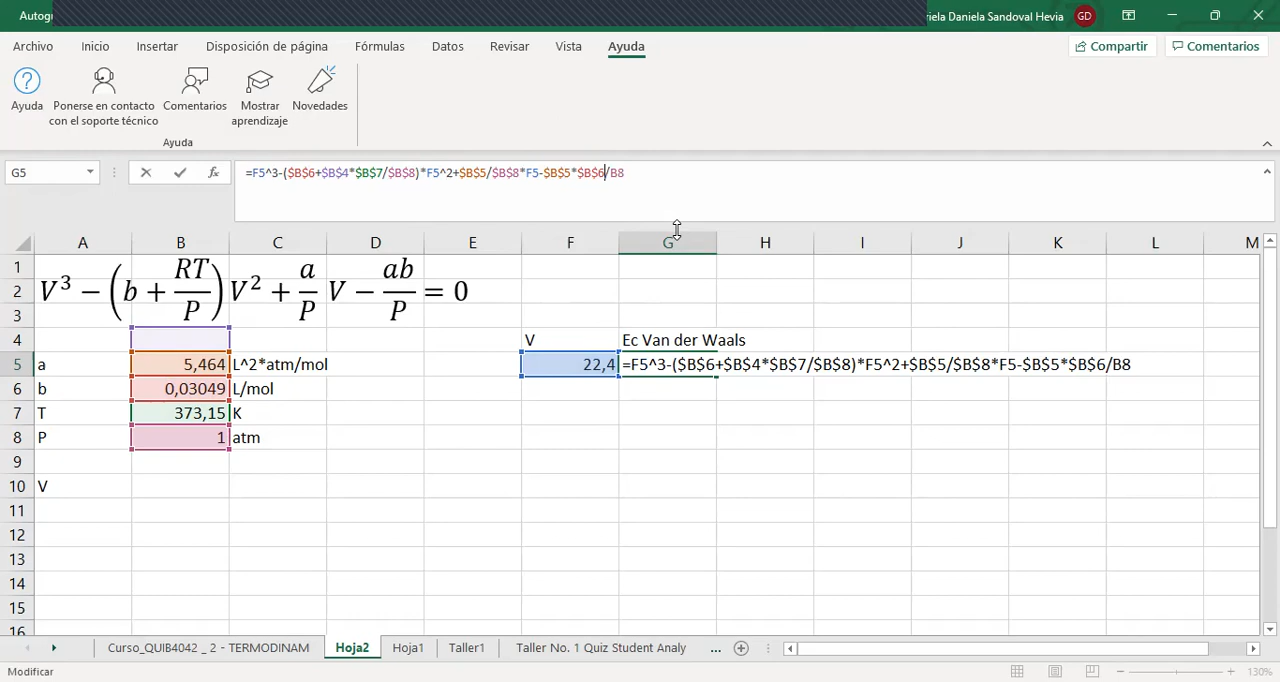 Autog
riela Daniela Sandoval Hevia GD
Archivo Inicio Insertar Disposición de página Fórmulas Datos Revisar Vista Ayuda Compartir Comentarios
Ayuda Ponerse en contacto con el soporte técnico Comentarios Mostrar aprendizaje Novedades
Ayuda
G5 fx =F5^3-($B$6+$B$4*$B$7/$B$8)*F5^2+$B$5/$B$8*F5-$B$5*$B$6/B8
A B C D E F G H I J K L M
1
2 V³ − (b + RT/P) V² + a/P V − ab/P = 0
3
4 V Ec Van der Waals
5 a 5,464 L^2*atm/mol 22,4 =F5^3-($B$6+$B$4*$B$7/$B$8)*F5^2+$B$5/$B$8*F5-$B$5*$B$6/B8
6 b 0,03049 L/mol
7 T 373,15 K
8 P 1 atm
9
10 V
11
12
13
14
15
16
Curso_QUIB4042 _ 2 - TERMODINAM Hoja2 Hoja1 Taller1 Taller No. 1 Quiz Student Analy ...
Modificar 130%